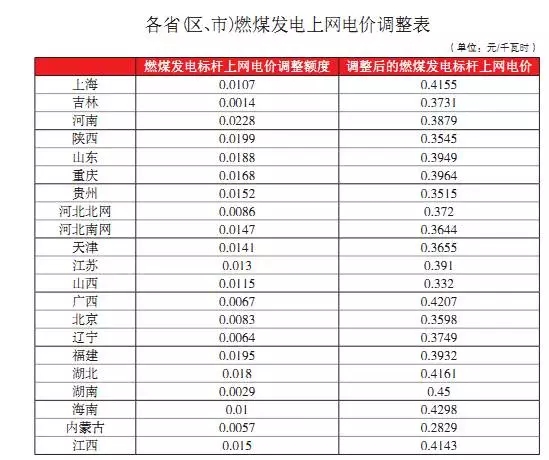 各省(区、市)燃煤发电上网电价调整表
（单位：元/千瓦时）
燃煤发电标杆上网电价调整额度 调整后的燃煤发电标杆上网电价
上海 0.0107 0.4155
吉林 0.0014 0.3731
河南 0.0228 0.3879
陕西 0.0199 0.3545
山东 0.0188 0.3949
重庆 0.0168 0.3964
贵州 0.0152 0.3515
河北北网 0.0086 0.372
河北南网 0.0147 0.3644
天津 0.0141 0.3655
江苏 0.013 0.391
山西 0.0115 0.332
广西 0.0067 0.4207
北京 0.0083 0.3598
辽宁 0.0064 0.3749
福建 0.0195 0.3932
湖北 0.018 0.4161
湖南 0.0029 0.45
海南 0.01 0.4298
内蒙古 0.0057 0.2829
江西 0.015 0.4143